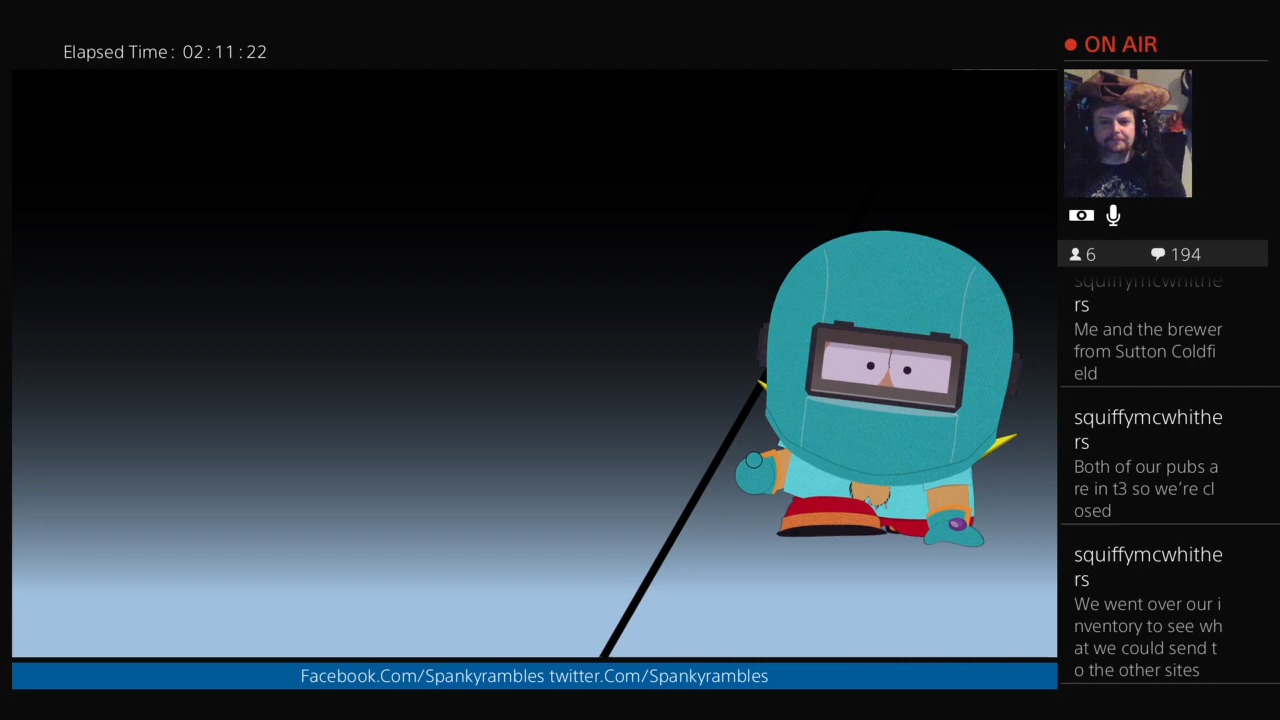 Elapsed Time: 02:11:22
ON AIR
6 194
squiffymcwhithe
rs
Me and the brewer
from Sutton Coldfi
eld
squiffymcwhithe
rs
Both of our pubs a
re in t3 so we're cl
osed
squiffymcwhithe
rs
We went over our i
nventory to see wh
at we could send t
o the other sites
Facebook.Com/Spankyrambles twitter.Com/Spankyrambles